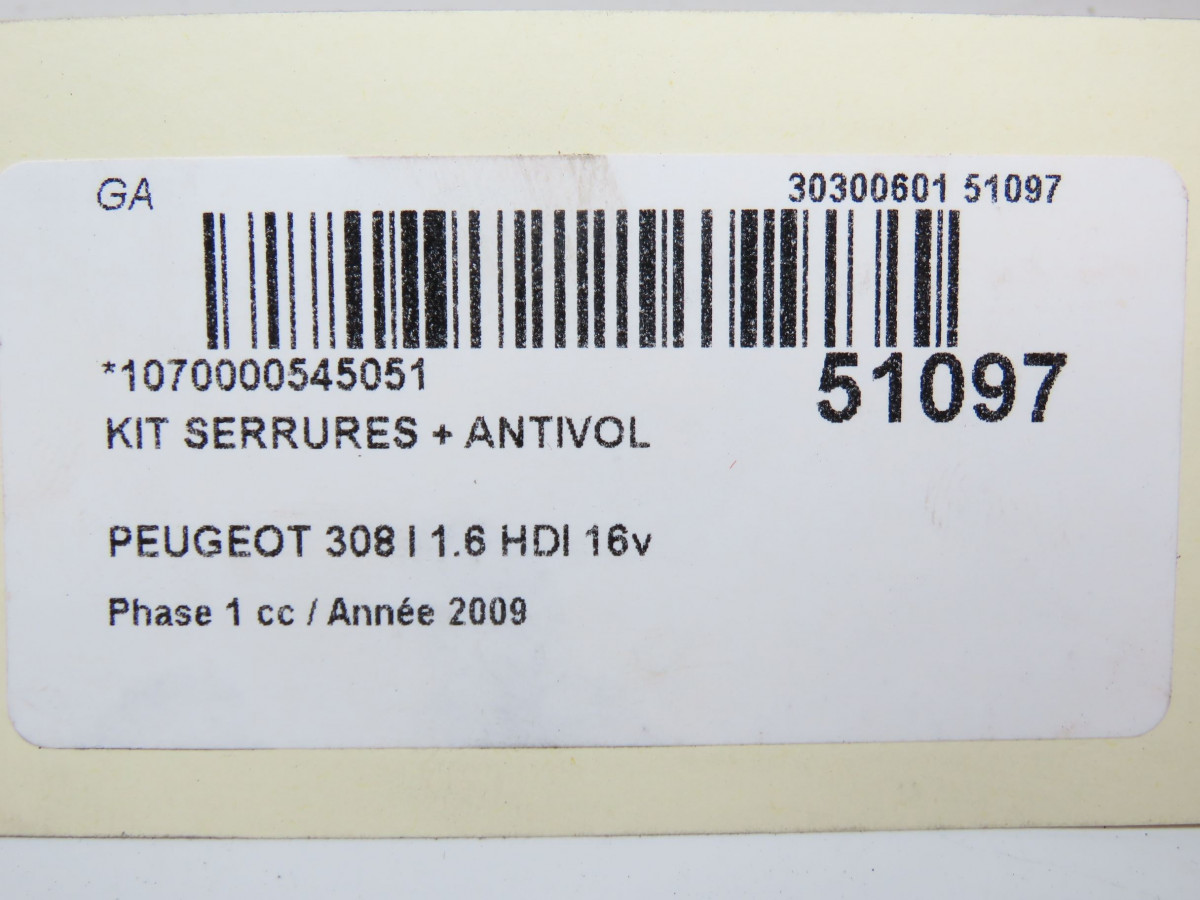 GA
30300601 51097
*1070000545051
51097
KIT SERRURES + ANTIVOL
PEUGEOT 308 I 1.6 HDI 16v
Phase 1 cc / Année 2009